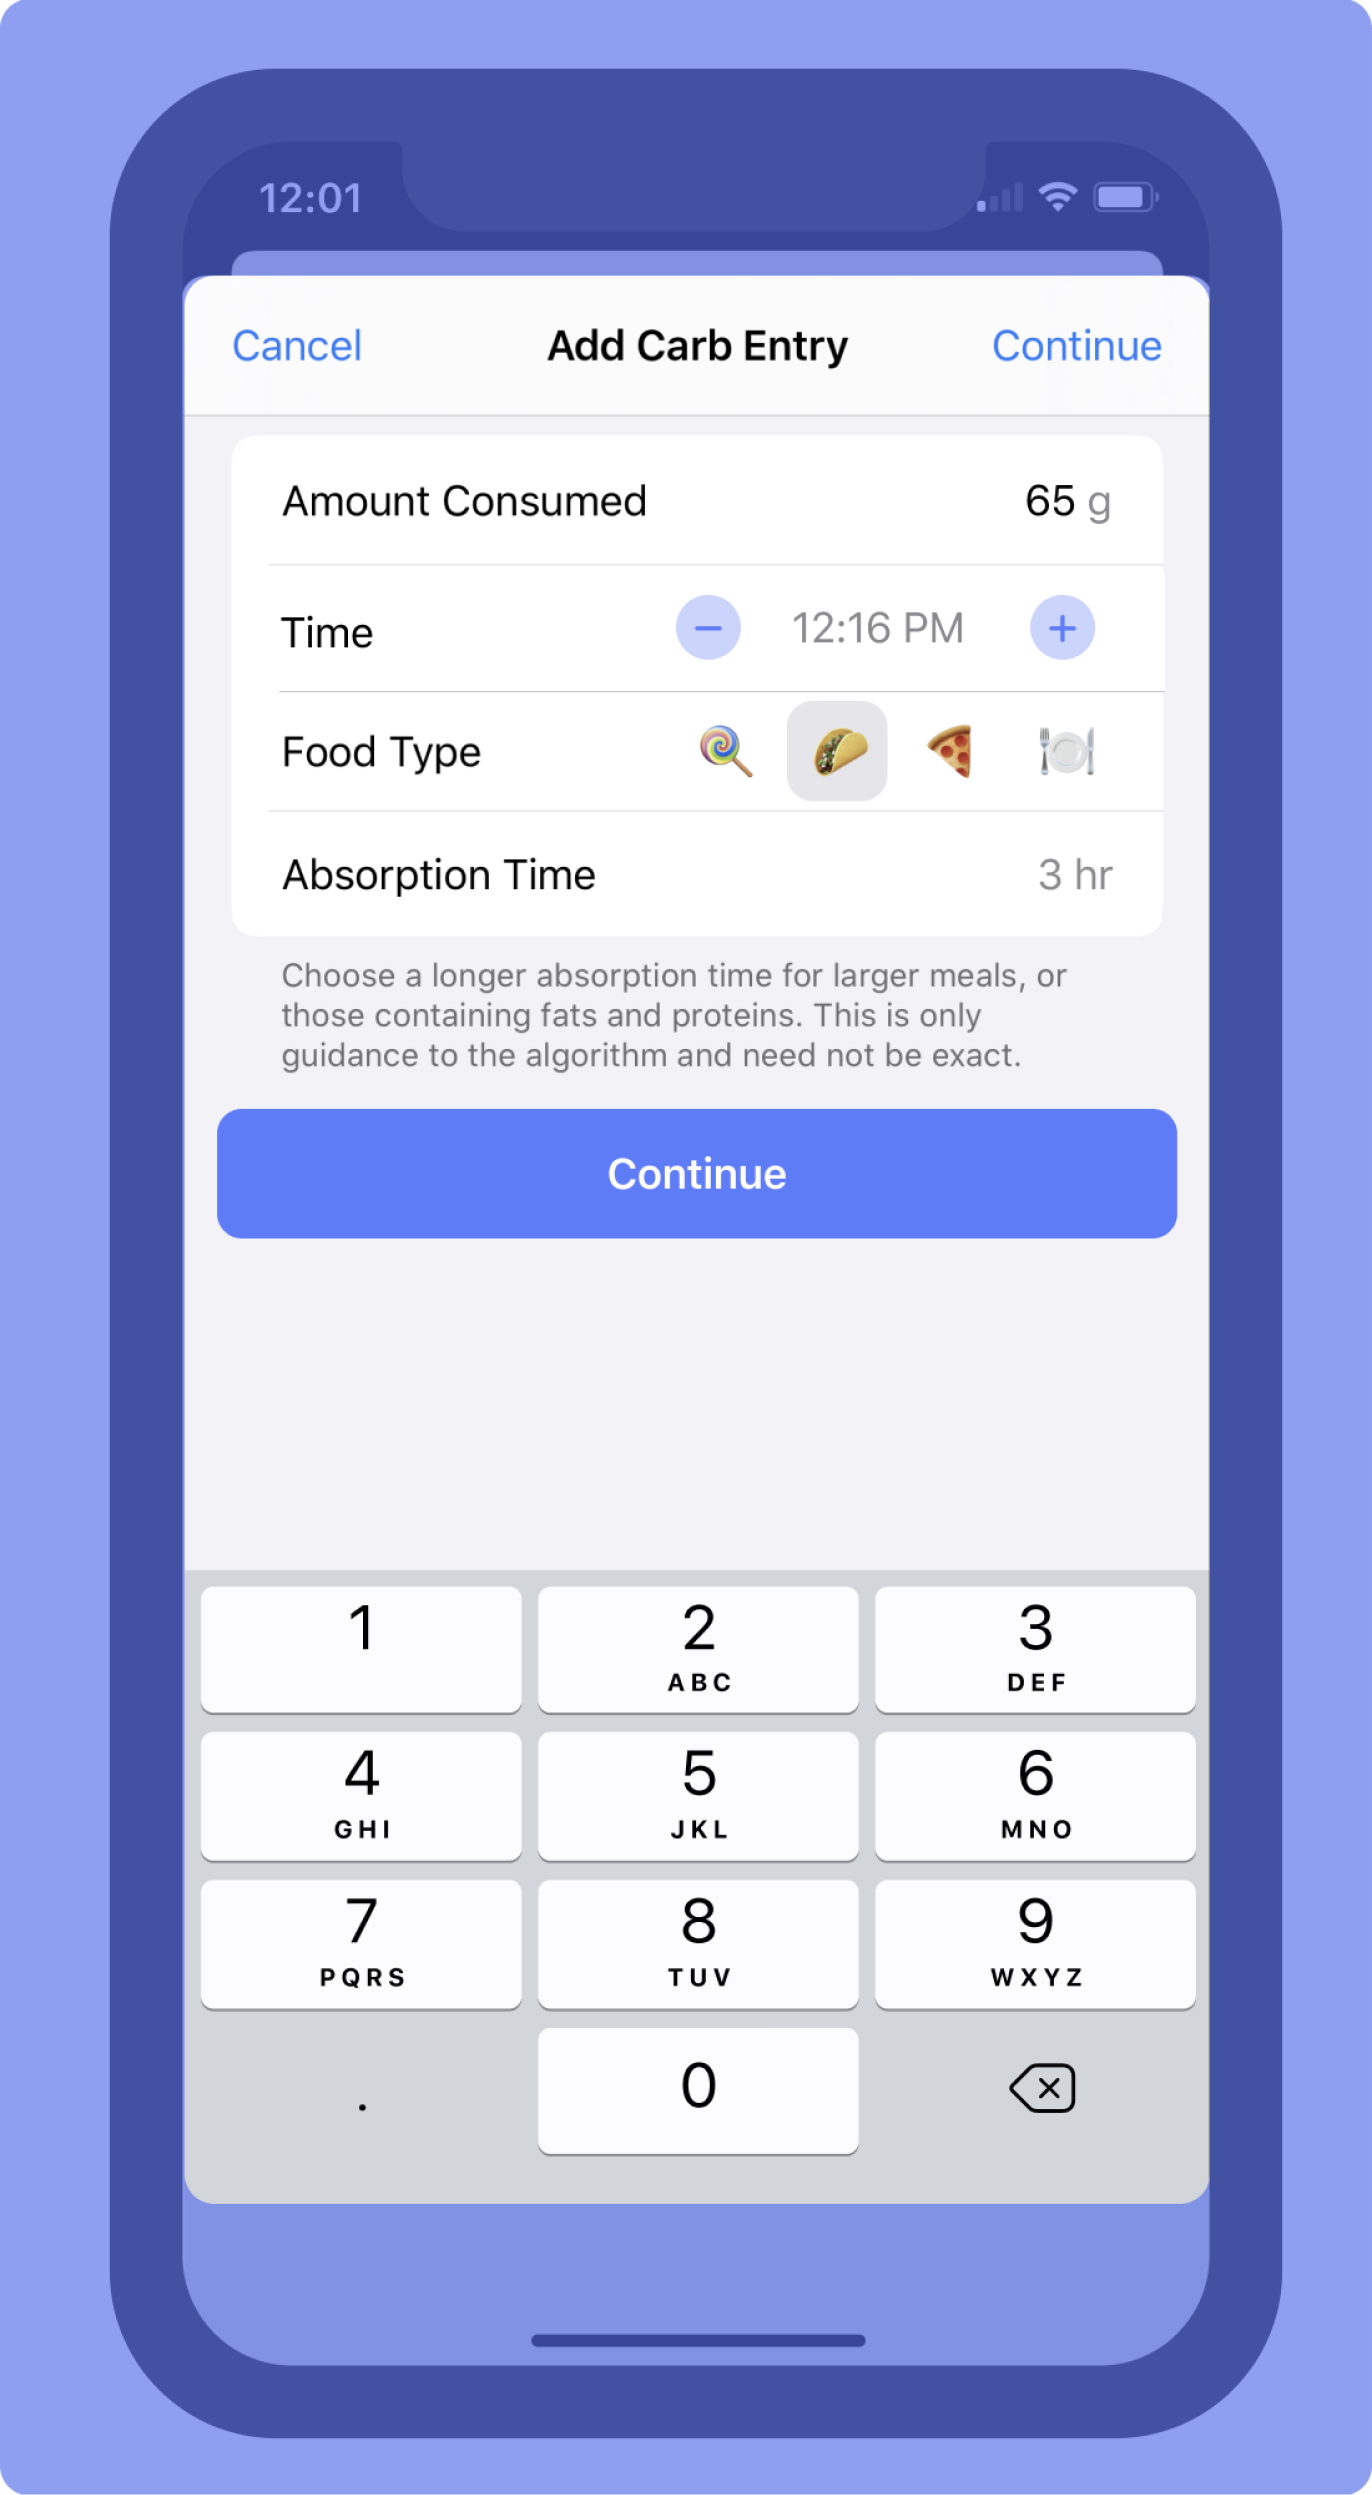 12:01
Cancel Add Carb Entry Continue
Amount Consumed 65 g
Time − 12:16 PM +
Food Type
Absorption Time 3 hr
Choose a longer absorption time for larger meals, or
those containing fats and proteins. This is only
guidance to the algorithm and need not be exact.
Continue
1 2 3
ABC DEF
4 5 6
GHI JKL MNO
7 8 9
PQRS TUV WXYZ
. 0